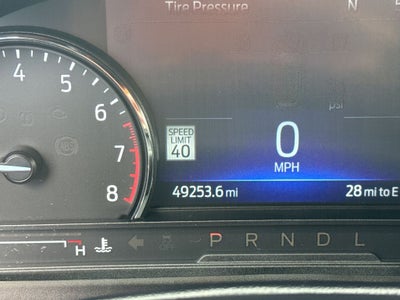 Tire Pressure
N
4
5
6
7
8
SPEED
LIMIT
40
0
MPH
psi
49253.6 mi
28 mi to E
H
P R N D L
ABS